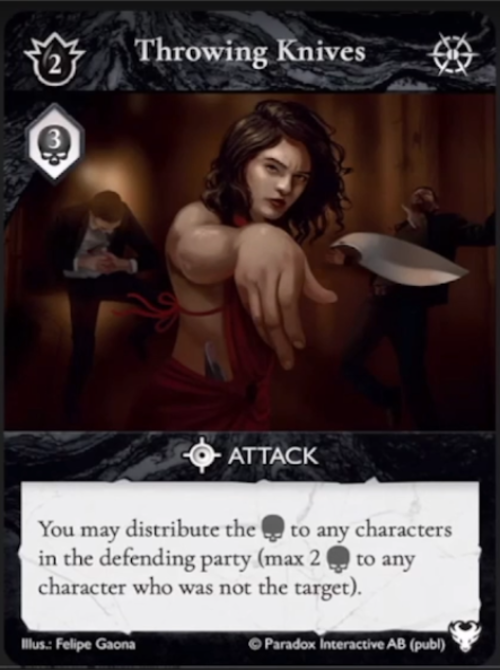 2
Throwing Knives
3
ATTACK
You may distribute the to any characters
in the defending party (max 2 to any
character who was not the target).
Illus.: Felipe Gaona
© Paradox Interactive AB (publ)